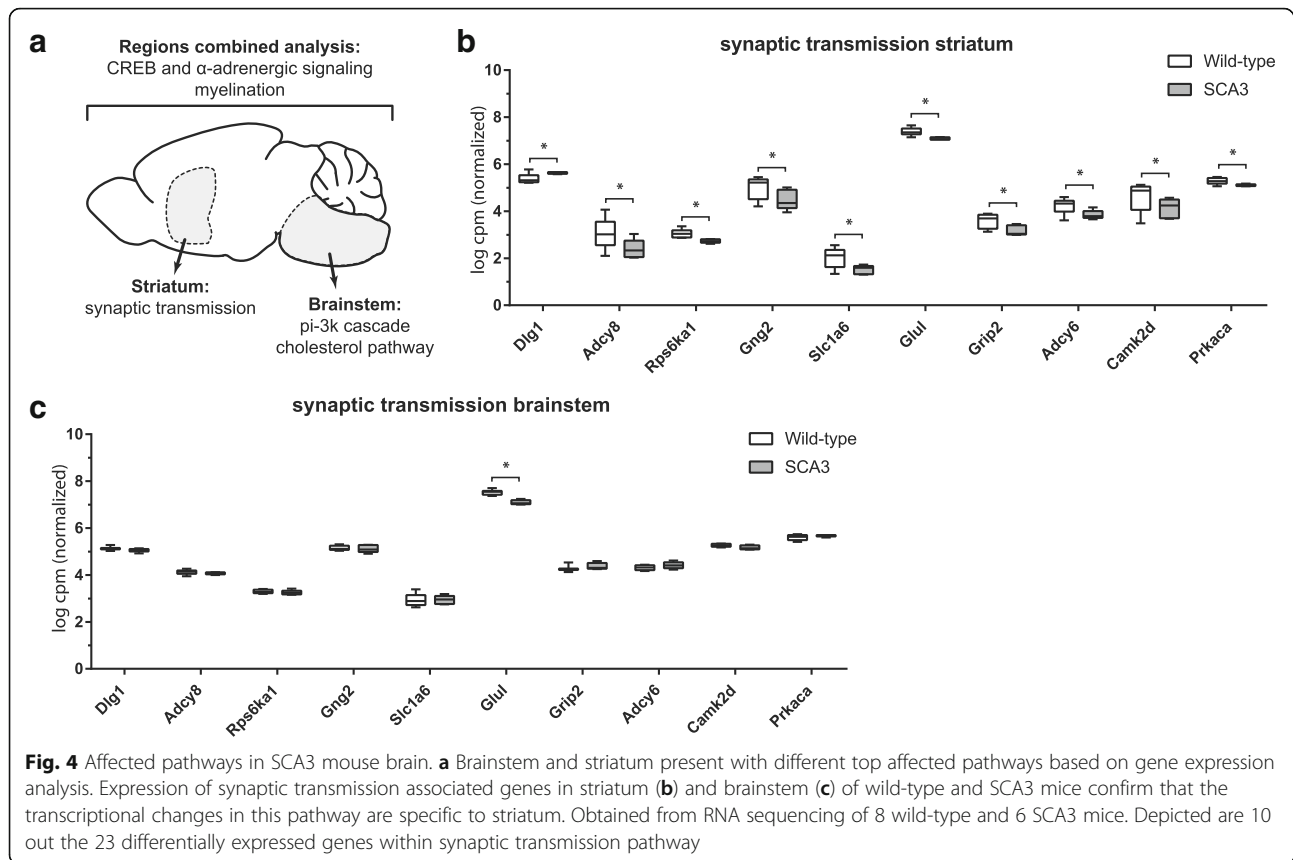 a
Regions combined analysis:
CREB and α-adrenergic signaling
myelination
Striatum:
synaptic transmission
Brainstem:
pi-3k cascade
cholesterol pathway
b
synaptic transmission striatum
Wild-type
SCA3
log cpm (normalized)
10
8
6
4
2
0
* * * * * * * * * *
Dlg1 Adcy8 Rps6ka1 Gng2 Slc1a6 Glul Grip2 Adcy6 Camk2d Prkaca
c
synaptic transmission brainstem
Wild-type
SCA3
log cpm (normalized)
10
8
6
4
2
0
*
Dlg1 Adcy8 Rps6ka1 Gng2 Slc1a6 Glul Grip2 Adcy6 Camk2d Prkaca
Fig. 4 Affected pathways in SCA3 mouse brain. a Brainstem and striatum present with different top affected pathways based on gene expression
analysis. Expression of synaptic transmission associated genes in striatum (b) and brainstem (c) of wild-type and SCA3 mice confirm that the
transcriptional changes in this pathway are specific to striatum. Obtained from RNA sequencing of 8 wild-type and 6 SCA3 mice. Depicted are 10
out the 23 differentially expressed genes within synaptic transmission pathway